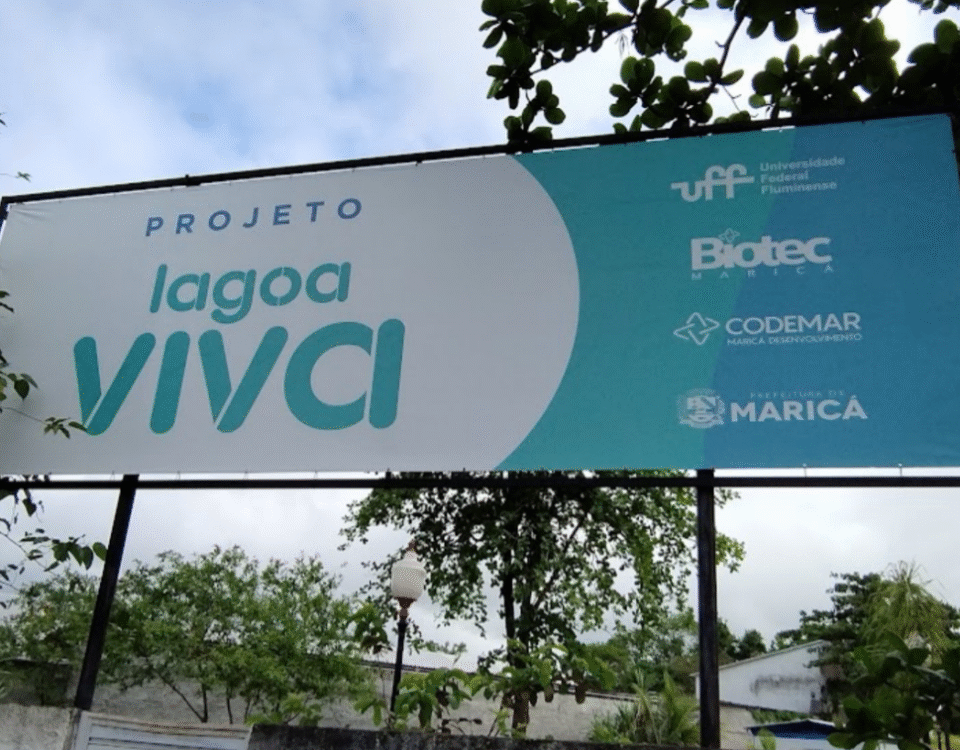 PROJETO
lagoa
VIVA
uff
Universidade
Federal
Fluminense
Biotec
MARICÁ
CODEMAR
MARICÁ DESENVOLVIMENTO
PREFEITURA DE
MARICÁ